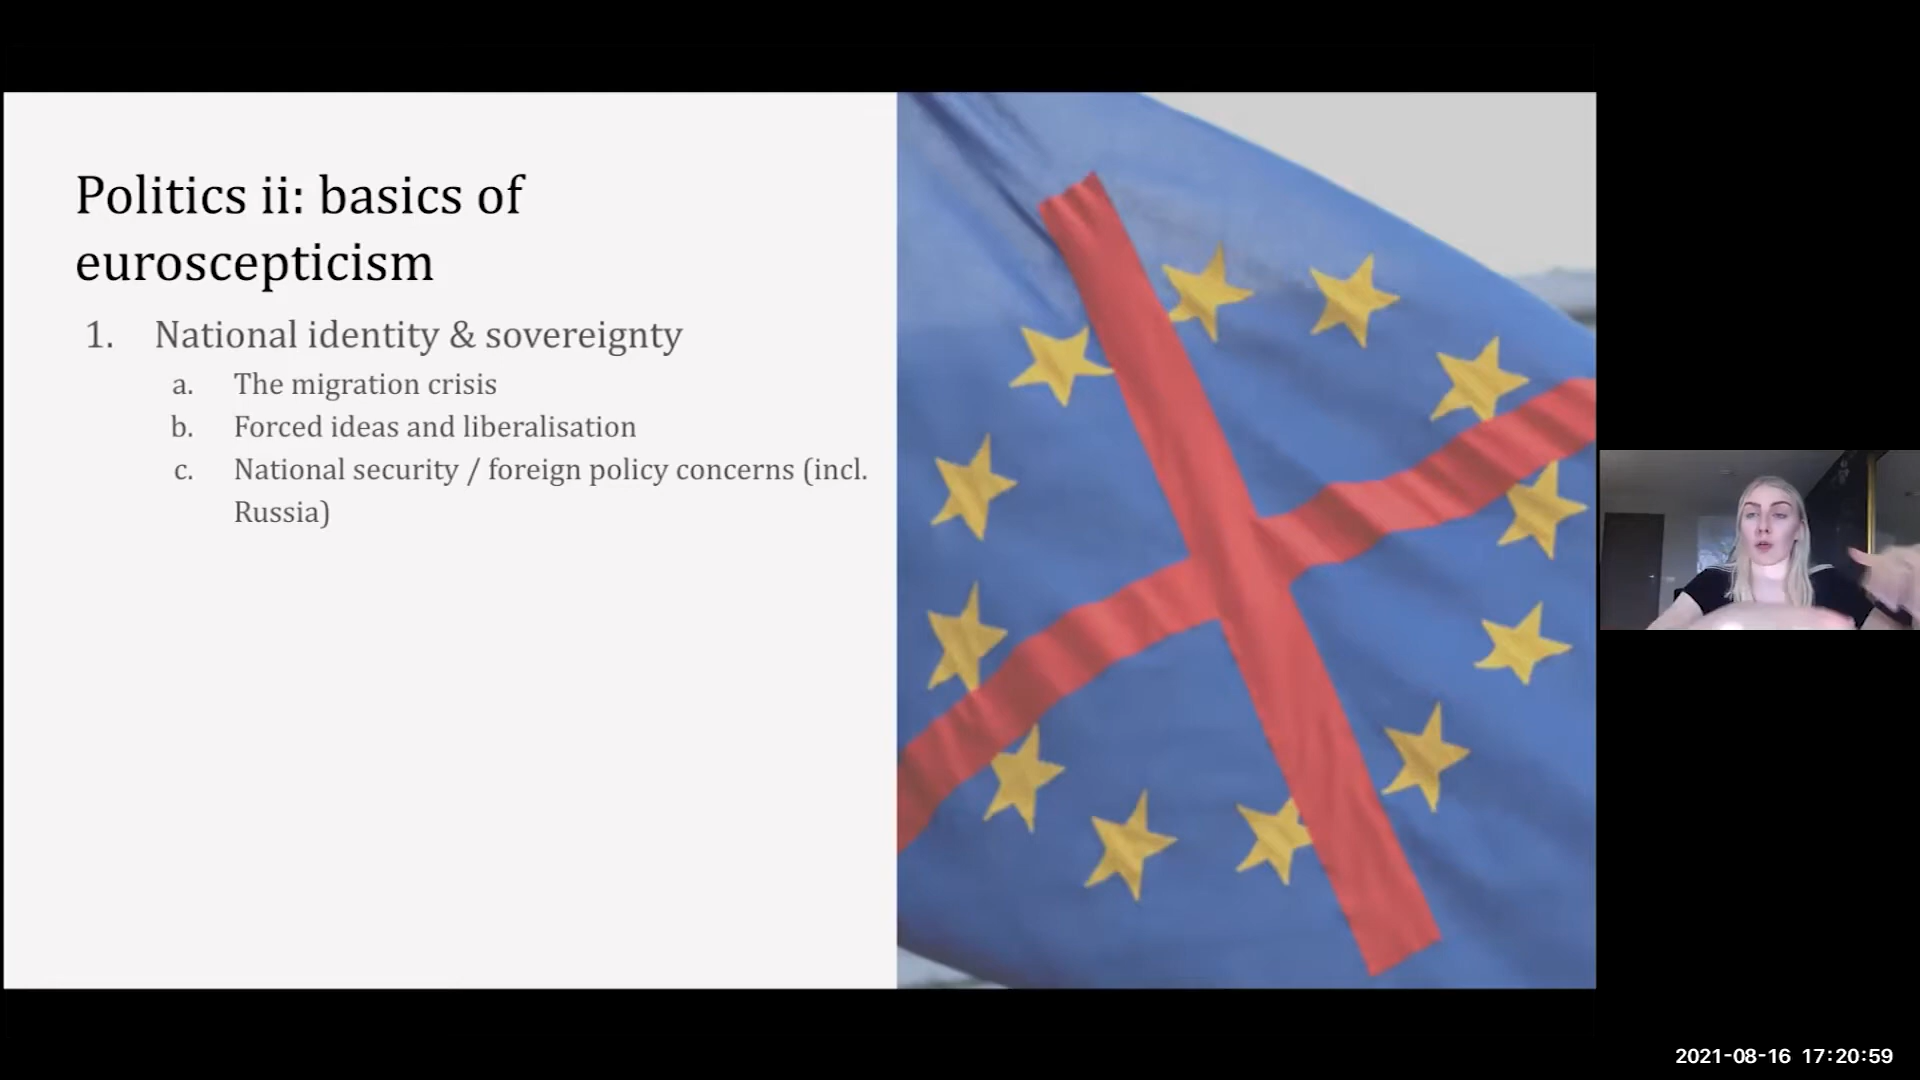 Politics ii: basics of
euroscepticism
1. National identity & sovereignty
a. The migration crisis
b. Forced ideas and liberalisation
c. National security / foreign policy concerns (incl.
Russia)
2021-08-16 17:20:59